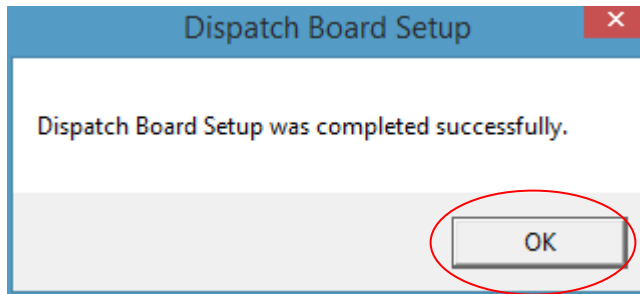 Dispatch Board Setup
Dispatch Board Setup was completed successfully.
OK